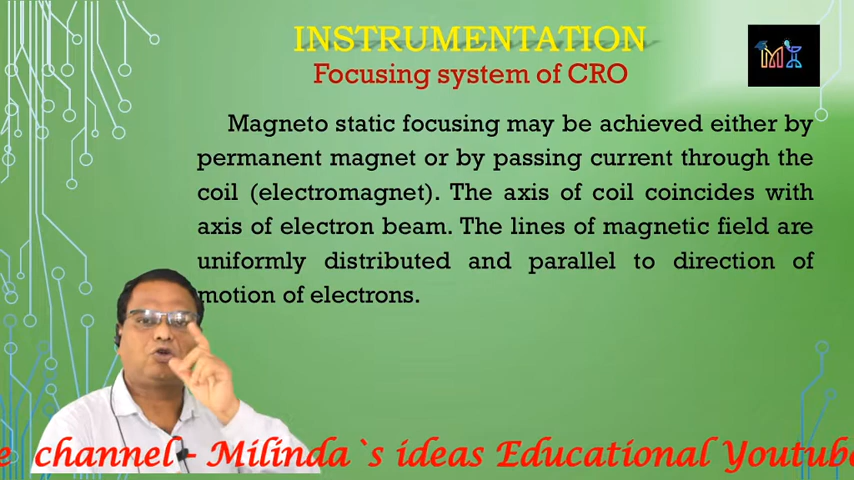 INSTRUMENTATION
Focusing system of CRO
Magneto static focusing may be achieved either by
permanent magnet or by passing current through the
coil (electromagnet). The axis of coil coincides with
axis of electron beam. The lines of magnetic field are
uniformly distributed and parallel to direction of
motion of electrons.
e channel - Milinda`s ideas Educational Youtube